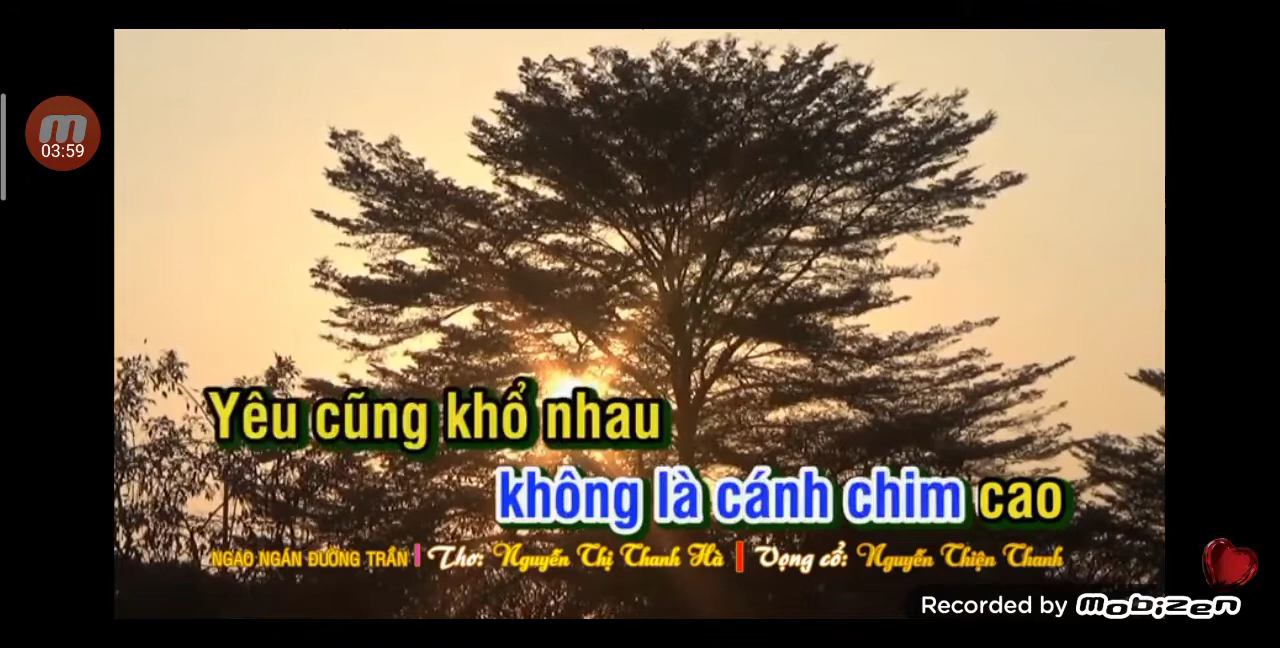 03:59
Yêu cũng khổ nhau
không là cánh chim cao
NGAO NGÁN ĐƯỜNG TRẦN | Thơ: Nguyễn Thị Thanh Hà | Vọng cổ: Nguyễn Thiện Thanh
Recorded by mobizen